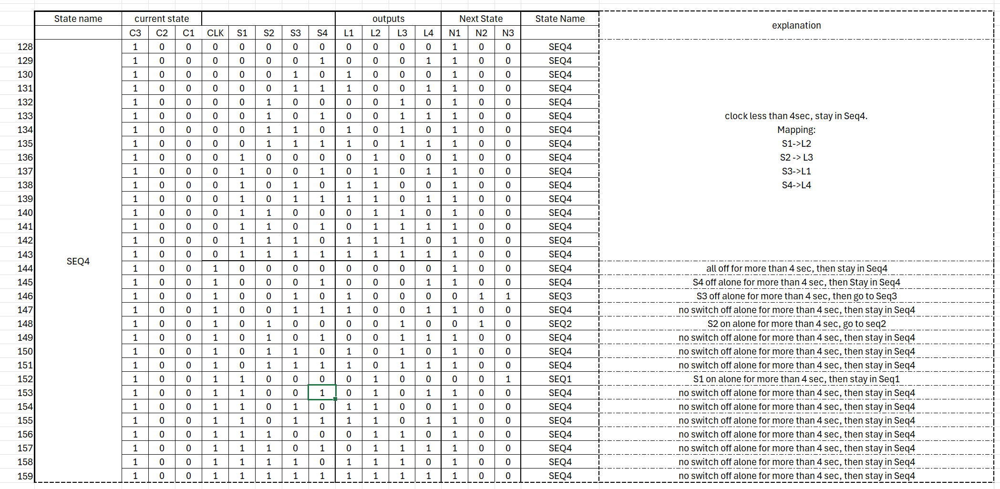 State name current state outputs Next State State Name explanation
C3 C2 C1 CLK S1 S2 S3 S4 L1 L2 L3 L4 N1 N2 N3
128 1 0 0 0 0 0 0 0 0 0 0 0 1 0 0 SEQ4
129 1 0 0 0 0 0 0 1 0 0 0 1 1 0 0 SEQ4
130 1 0 0 0 0 0 1 0 1 0 0 0 1 0 0 SEQ4
131 1 0 0 0 0 0 1 1 1 0 0 1 1 0 0 SEQ4
132 1 0 0 0 0 1 0 0 0 0 1 0 1 0 0 SEQ4
133 1 0 0 0 0 1 0 1 0 0 1 1 1 0 0 SEQ4 clock less than 4sec, stay in Seq4.
134 1 0 0 0 0 1 1 0 1 0 1 0 1 0 0 SEQ4 Mapping:
135 1 0 0 0 0 1 1 1 1 0 1 1 1 0 0 SEQ4 S1->L2
136 1 0 0 0 1 0 0 0 0 1 0 0 1 0 0 SEQ4 S2 -> L3
137 1 0 0 0 1 0 0 1 0 1 0 1 1 0 0 SEQ4 S3->L1
138 1 0 0 0 1 0 1 0 1 1 0 0 1 0 0 SEQ4 S4->L4
139 1 0 0 0 1 0 1 1 1 1 0 1 1 0 0 SEQ4
140 1 0 0 0 1 1 0 0 0 1 1 0 1 0 0 SEQ4
141 1 0 0 0 1 1 0 1 0 1 1 1 1 0 0 SEQ4
142 1 0 0 0 1 1 1 0 1 1 1 0 1 0 0 SEQ4
143 1 0 0 0 1 1 1 1 1 1 1 1 1 0 0 SEQ4
SEQ4
144 1 0 0 1 0 0 0 0 0 0 0 0 1 0 0 SEQ4 all off for more than 4 sec, then stay in Seq4
145 1 0 0 1 0 0 0 1 0 0 0 1 1 0 0 SEQ4 S4 off alone for more than 4 sec, then Stay in Seq4
146 1 0 0 1 0 0 1 0 1 0 0 0 0 1 1 SEQ3 S3 off alone for more than 4 sec, then go to Seq3
147 1 0 0 1 0 0 1 1 1 0 0 1 1 0 0 SEQ4 no switch off alone for more than 4 sec, then stay in Seq4
148 1 0 0 1 0 1 0 0 0 0 1 0 0 1 0 SEQ2 S2 on alone for more than 4 sec, go to seq2
149 1 0 0 1 0 1 0 1 0 0 1 1 1 0 0 SEQ4 no switch off alone for more than 4 sec, then stay in Seq4
150 1 0 0 1 0 1 1 0 1 0 1 0 1 0 0 SEQ4 no switch off alone for more than 4 sec, then stay in Seq4
151 1 0 0 1 0 1 1 1 1 0 1 1 1 0 0 SEQ4 no switch off alone for more than 4 sec, then stay in Seq4
152 1 0 0 1 1 0 0 0 0 1 0 0 0 0 1 SEQ1 S1 on alone for more than 4 sec, then stay in Seq1
153 1 0 0 1 1 0 0 1 0 1 0 1 1 0 0 SEQ4 no switch off alone for more than 4 sec, then stay in Seq4
154 1 0 0 1 1 0 1 0 1 1 0 0 1 0 0 SEQ4 no switch off alone for more than 4 sec, then stay in Seq4
155 1 0 0 1 1 0 1 1 1 1 0 1 1 0 0 SEQ4 no switch off alone for more than 4 sec, then stay in Seq4
156 1 0 0 1 1 1 0 0 0 1 1 0 1 0 0 SEQ4 no switch off alone for more than 4 sec, then stay in Seq4
157 1 0 0 1 1 1 0 1 0 1 1 1 1 0 0 SEQ4 no switch off alone for more than 4 sec, then stay in Seq4
158 1 0 0 1 1 1 1 0 1 1 1 0 1 0 0 SEQ4 no switch off alone for more than 4 sec, then stay in Seq4
159 1 0 0 1 1 1 1 1 1 1 1 1 1 0 0 SEQ4 no switch off alone for more than 4 sec, then stay in Seq4